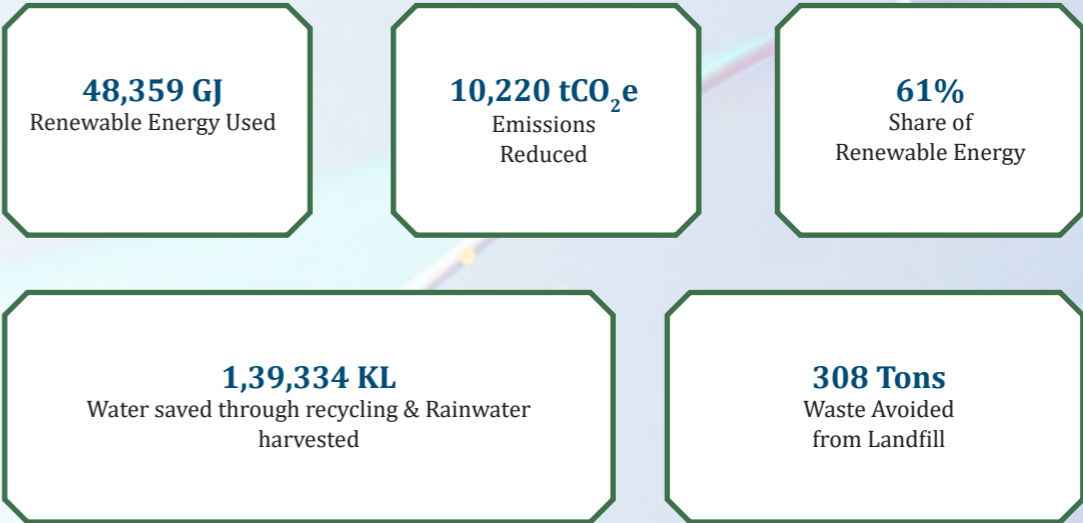 48,359 GJ
Renewable Energy Used
10,220 tCO₂e
Emissions
Reduced
61%
Share of
Renewable Energy
1,39,334 KL
Water saved through recycling & Rainwater
harvested
308 Tons
Waste Avoided
from Landfill